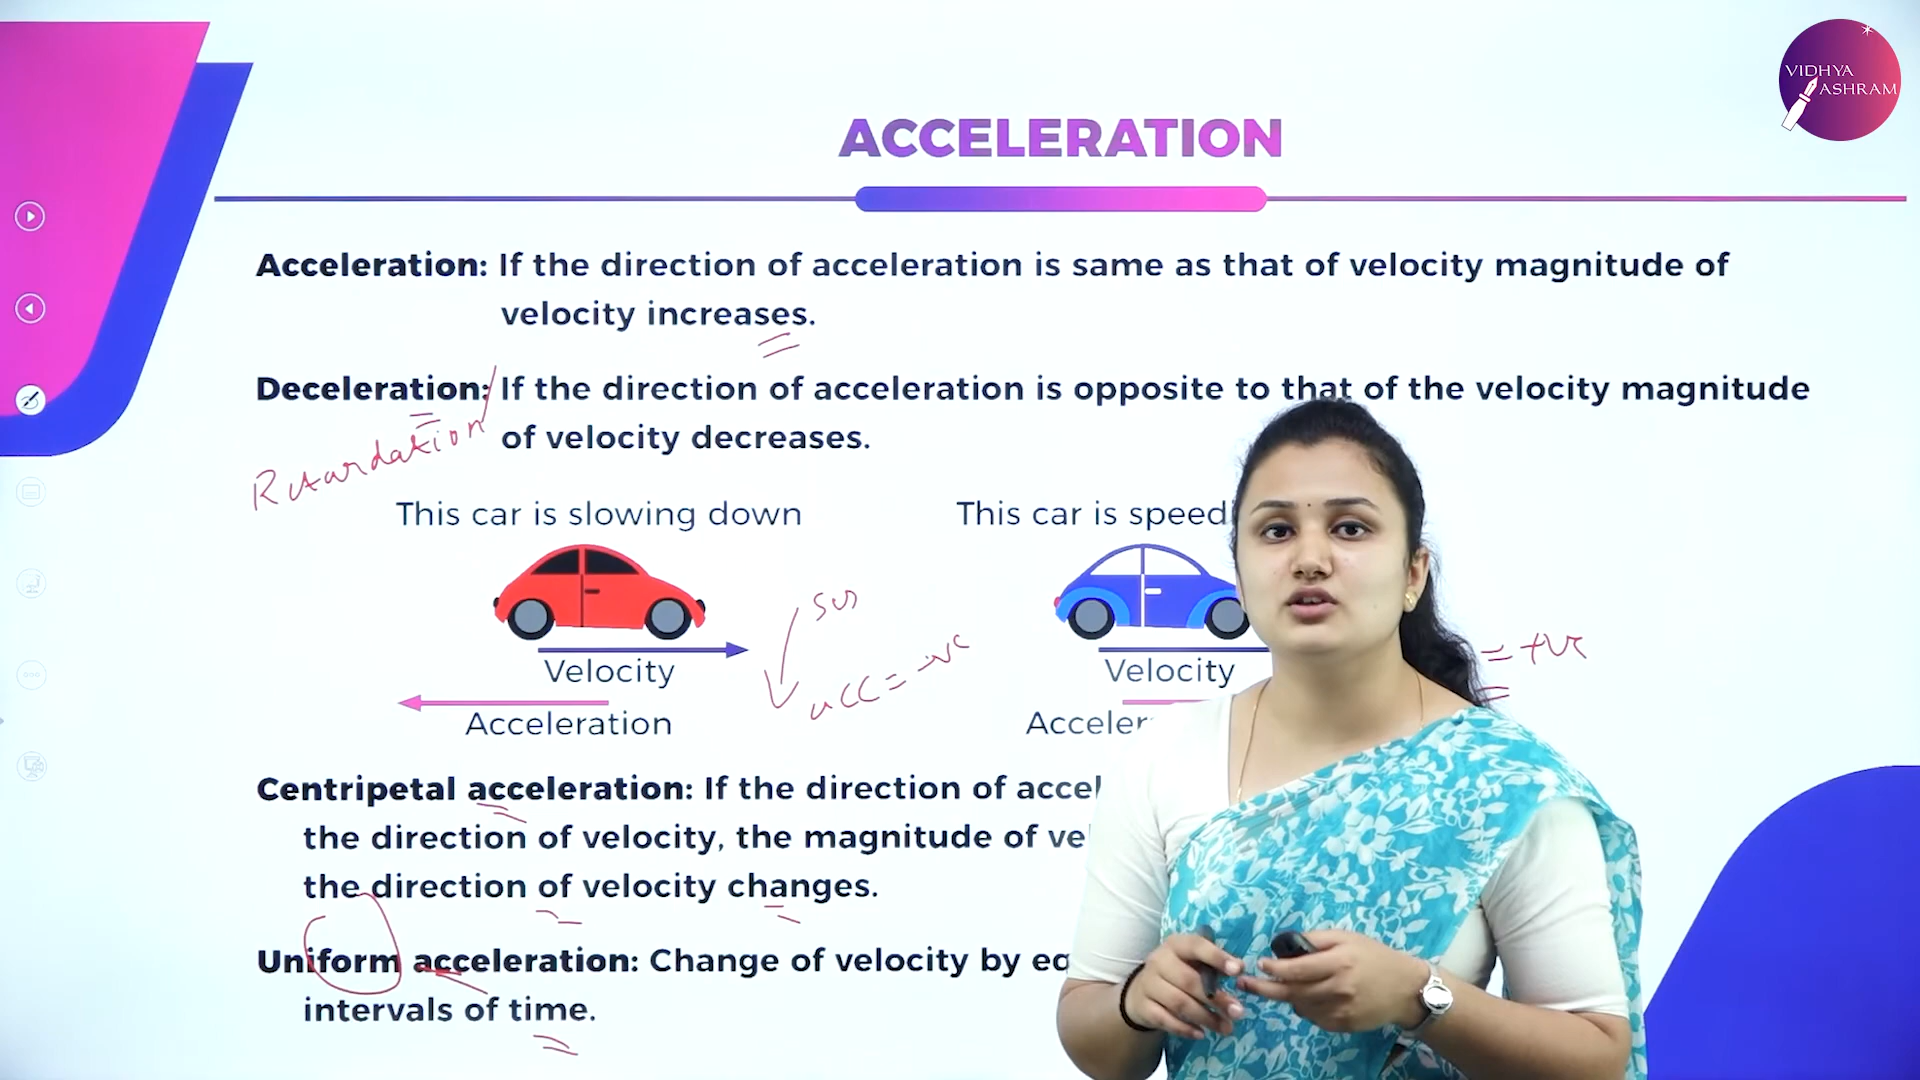 VIDHYA
ASHRAM
ACCELERATION
Acceleration: If the direction of acceleration is same as that of velocity magnitude of
velocity increases.
Deceleration: If the direction of acceleration is opposite to that of the velocity magnitude
Retardation
of velocity decreases.
This car is slowing down
This car is speed
acc = -ve
= +ve
Velocity
Velocity
Acceleration
Acceler
Centripetal acceleration: If the direction of accel
the direction of velocity, the magnitude of ve
the direction of velocity changes.
Uniform acceleration: Change of velocity by eq
intervals of time.